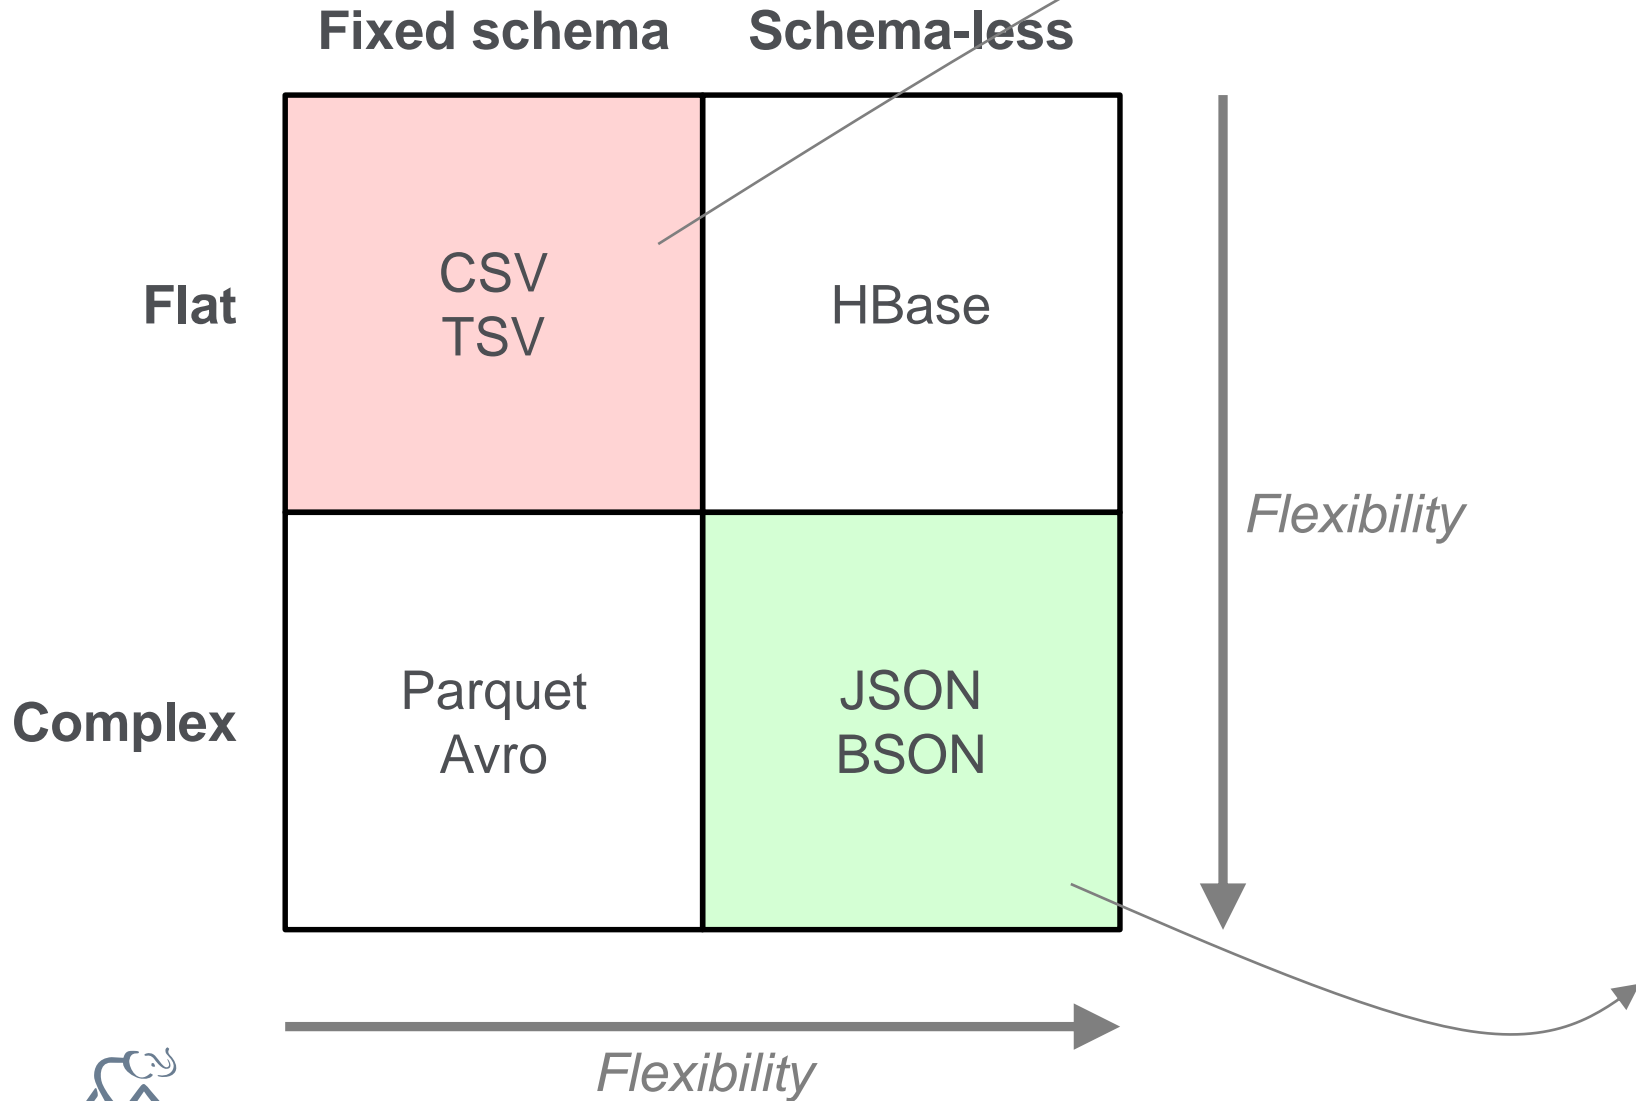 Fixed schema
Schema-less
Flat
CSV
TSV
HBase
Flexibility
Complex
Parquet
Avro
JSON
BSON
Flexibility